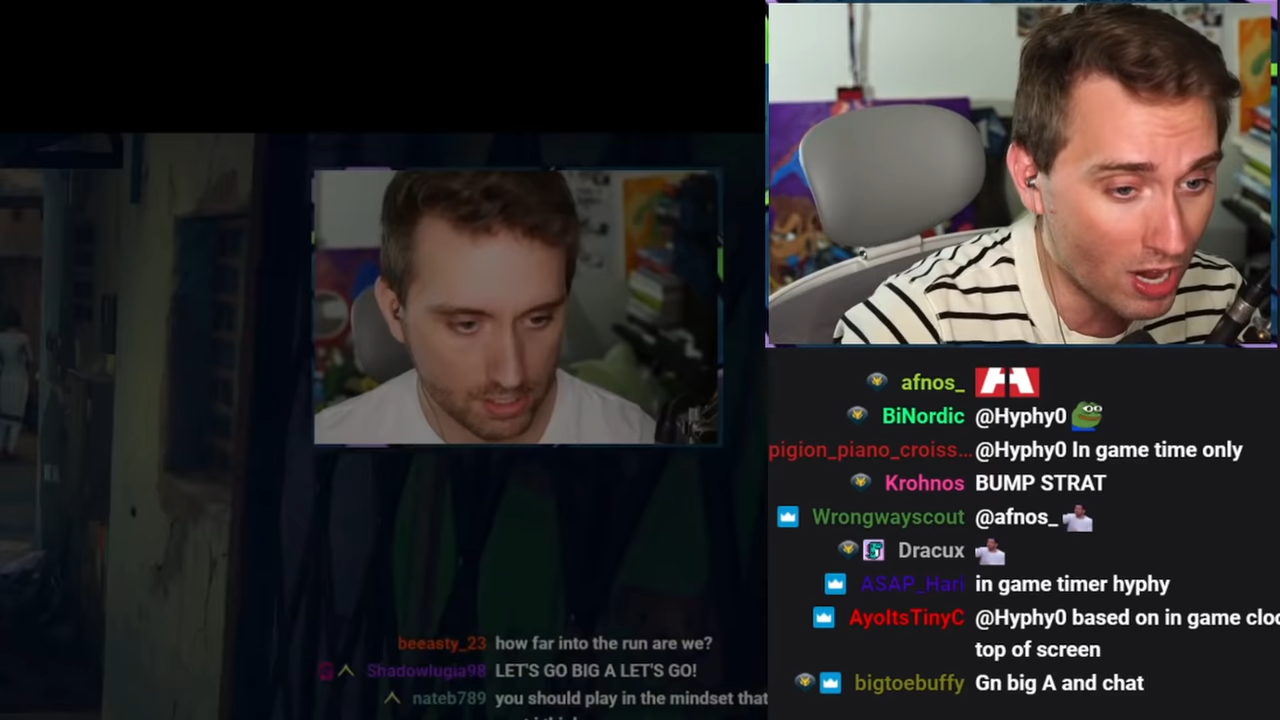 beeasty_23 how far into the run are we?
Shadowlugia98 LET'S GO BIG A LET'S GO!
nateb789 you should play in the mindset that
afnos_
BiNordic @Hyphy0
pigion_piano_croiss... @Hyphy0 In game time only
Krohnos BUMP STRAT
Wrongwayscout @afnos_
Dracux
ASAP_Hari in game timer hyphy
AyoItsTinyC @Hyphy0 based on in game cloc
top of screen
bigtoebuffy Gn big A and chat